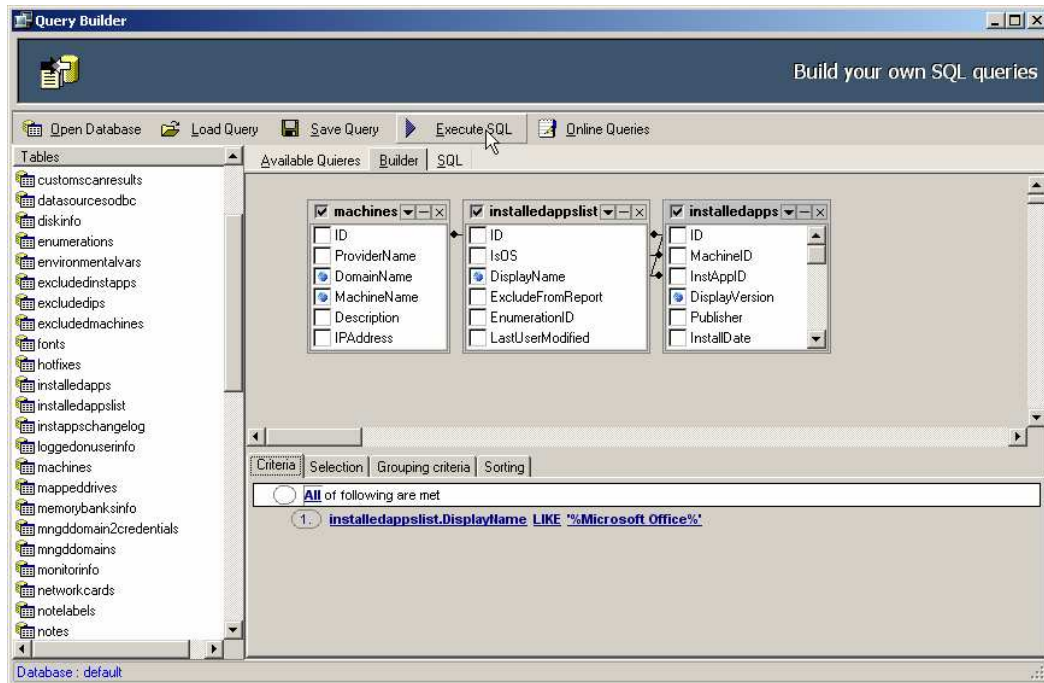 Query Builder
Build your own SQL queries
Open Database Load Query Save Query Execute SQL Online Queries
Tables
customscanresults
datasourcesodbc
diskinfo
enumerations
environmentalvars
excludedinstapps
excludedips
excludedmachines
fonts
hotfixes
installedapps
installedappslist
instappschangelog
loggedonuserinfo
machines
mappeddrives
memorybanksinfo
mngddomain2credentials
mngddomains
monitorinfo
networkcards
notelabels
notes
Available Quieres Builder SQL
machines
ID
ProviderName
DomainName
MachineName
Description
IPAddress
installedappslist
ID
IsOS
DisplayName
ExcludeFromReport
EnumerationID
LastUserModified
installedapps
ID
MachineID
InstAppID
DisplayVersion
Publisher
InstallDate
Criteria Selection Grouping criteria Sorting
All of following are met
1. installedappslist.DisplayName LIKE '%Microsoft Office%'
Database : default